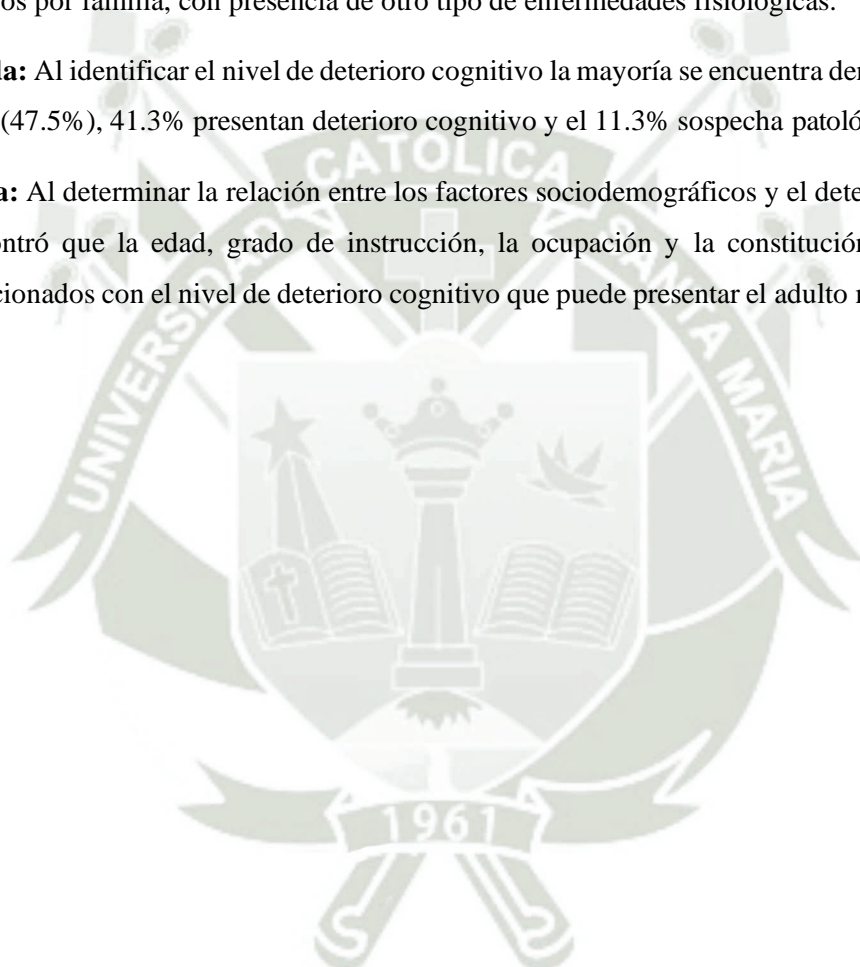 os por familia, con presencia de otro tipo de enfermedades fisiológicas.
la: Al identificar el nivel de deterioro cognitivo la mayoría se encuentra der
(47.5%), 41.3% presentan deterioro cognitivo y el 11.3% sospecha patoló
a: Al determinar la relación entre los factores sociodemográficos y el dete
ontró que la edad, grado de instrucción, la ocupación y la constitución
cionados con el nivel de deterioro cognitivo que puede presentar el adulto
UNIVERSIDAD CATOLICA SANTA MARIA
1961